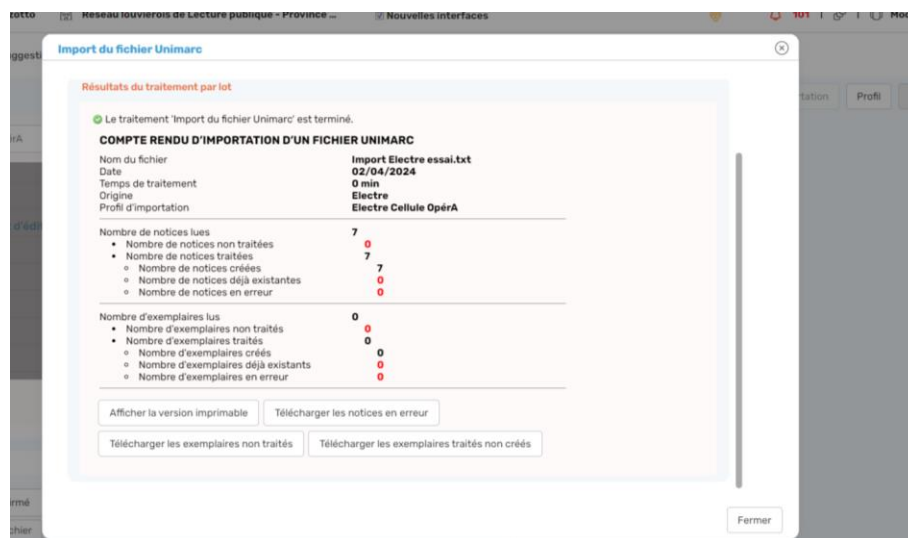 zotto Réseau louviérois de Lecture publique - Province ... Nouvelles interfaces 101
Import du fichier Unimarc
Résultats du traitement par lot
tation Profil
Le traitement 'Import du fichier Unimarc' est terminé.
COMPTE RENDU D'IMPORTATION D'UN FICHIER UNIMARC
Nom du fichier Import Electre essai.txt
Date 02/04/2024
Temps de traitement 0 min
Origine Electre
Profil d'importation Electre Cellule OpérA
d'édi
Nombre de notices lues 7
• Nombre de notices non traitées 0
• Nombre de notices traitées 7
○ Nombre de notices créées 7
○ Nombre de notices déjà existantes 0
○ Nombre de notices en erreur 0
Nombre d'exemplaires lus 0
• Nombre d'exemplaires non traités 0
• Nombre d'exemplaires traités 0
○ Nombre d'exemplaires créés 0
○ Nombre d'exemplaires déjà existants 0
○ Nombre d'exemplaires en erreur 0
Afficher la version imprimable Télécharger les notices en erreur
Télécharger les exemplaires non traités Télécharger les exemplaires traités non créés
rmé
Fermer
chier